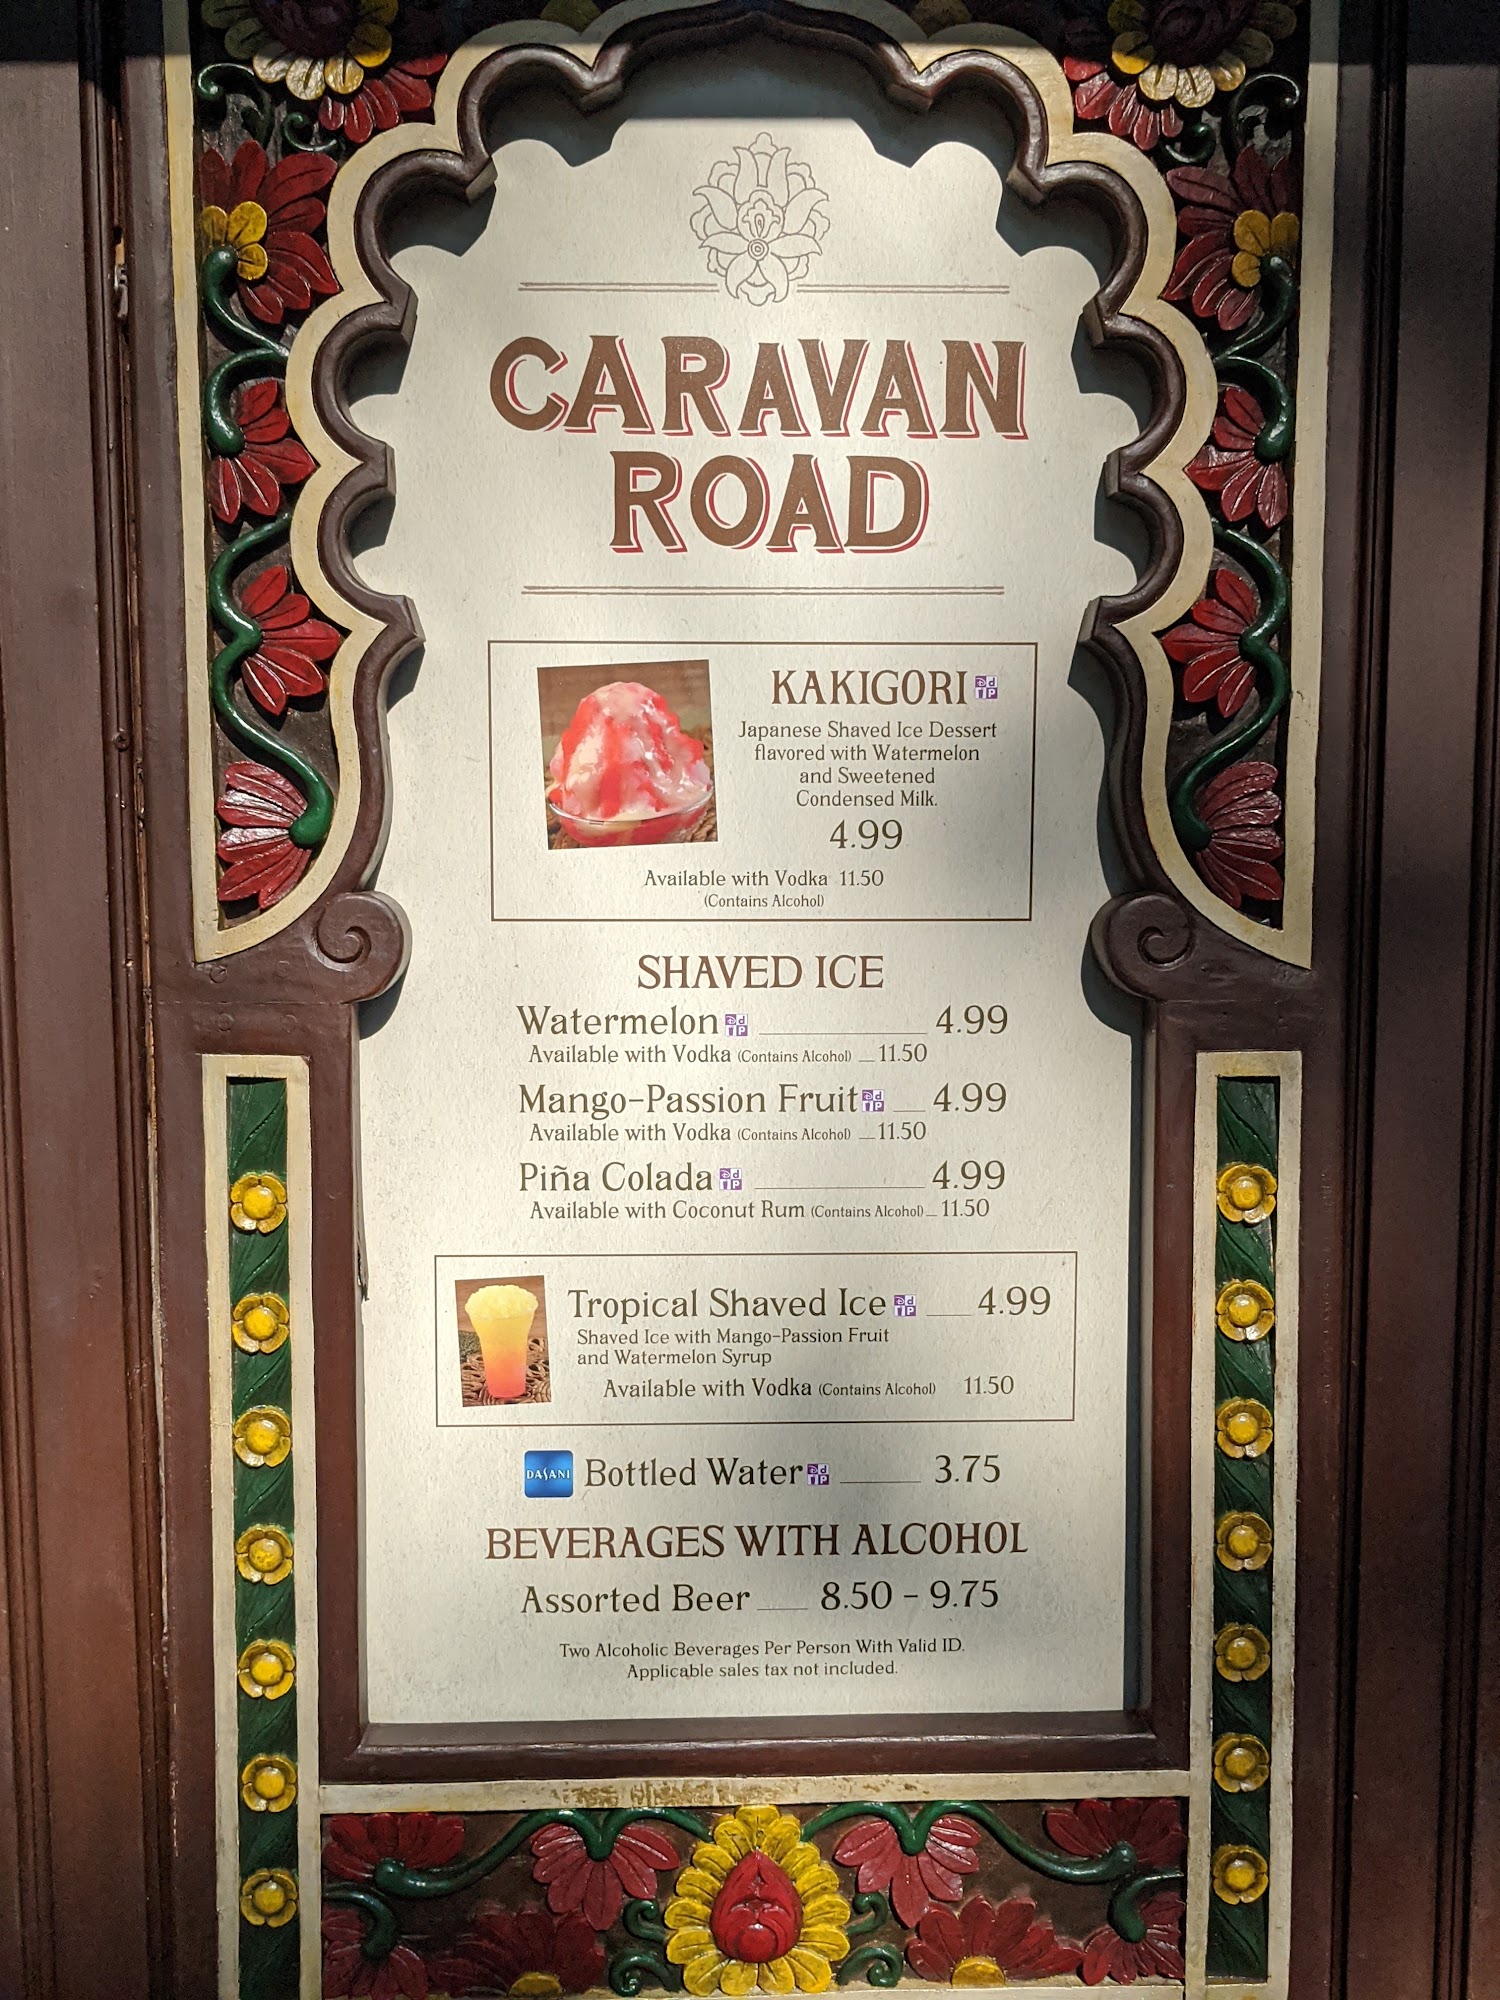 CARAVAN
ROAD
KAKIGORI
Japanese Shaved Ice Dessert
flavored with Watermelon
and Sweetened
Condensed Milk.
4.99
Available with Vodka 11.50
(Contains Alcohol)
SHAVED ICE
Watermelon 4.99
Available with Vodka (Contains Alcohol) 11.50
Mango-Passion Fruit 4.99
Available with Vodka (Contains Alcohol) 11.50
Piña Colada 4.99
Available with Coconut Rum (Contains Alcohol) 11.50
Tropical Shaved Ice 4.99
Shaved Ice with Mango-Passion Fruit
and Watermelon Syrup
Available with Vodka (Contains Alcohol) 11.50
DASANI Bottled Water 3.75
BEVERAGES WITH ALCOHOL
Assorted Beer 8.50 - 9.75
Two Alcoholic Beverages Per Person With Valid ID.
Applicable sales tax not included.